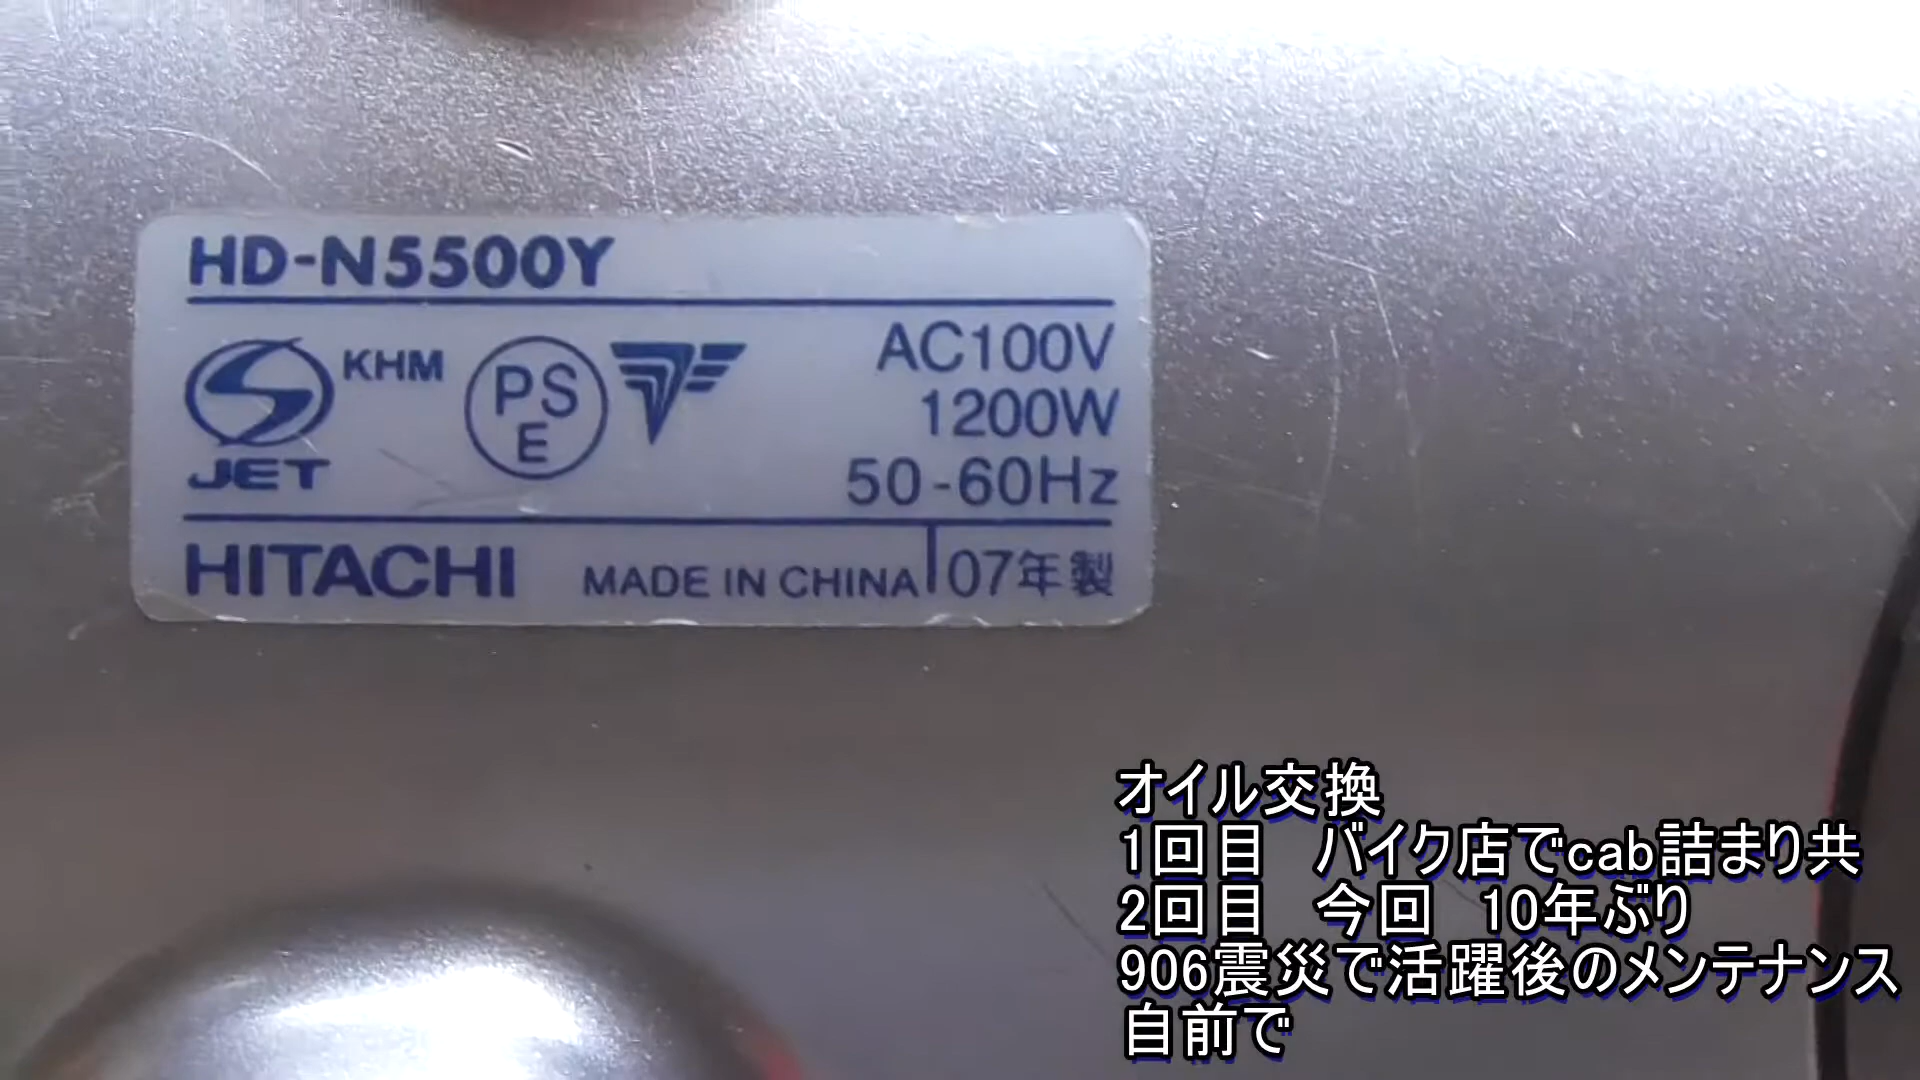 HD-N5500Y
KHM
JET
PS
E
AC100V
1200W
50-60Hz
HITACHI MADE IN CHINA 07年製
オイル交換
1回目　バイク店でcab詰まり共
2回目　今回　10年ぶり
906震災で活躍後のメンテナンス
自前で